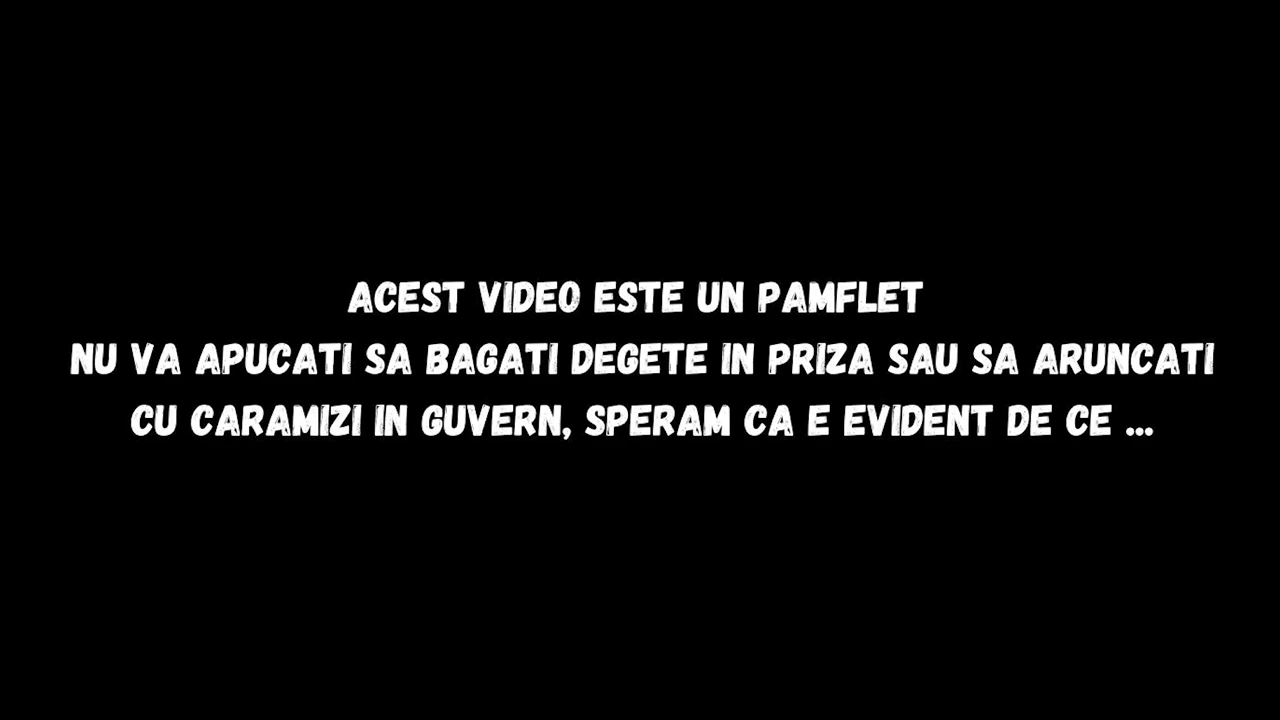 ACEST VIDEO ESTE UN PAMFLET
NU VA APUCATI SA BAGATI DEGETE IN PRIZA SAU SA ARUNCATI
CU CARAMIZI IN GUVERN, SPERAM CA E EVIDENT DE CE ...